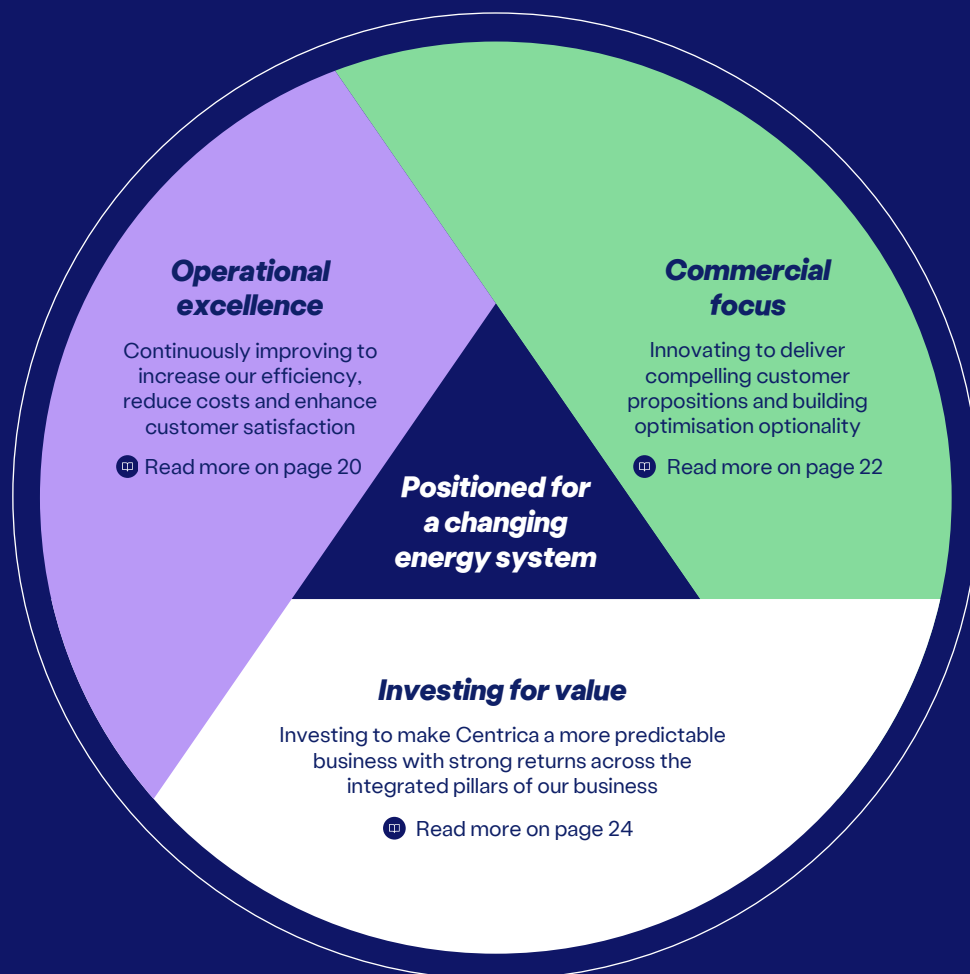 Operational
excellence
Continuously improving to
increase our efficiency,
reduce costs and enhance
customer satisfaction
Read more on page 20
Commercial
focus
Innovating to deliver
compelling customer
propositions and building
optimisation optionality
Read more on page 22
Positioned for
a changing
energy system
Investing for value
Investing to make Centrica a more predictable
business with strong returns across the
integrated pillars of our business
Read more on page 24